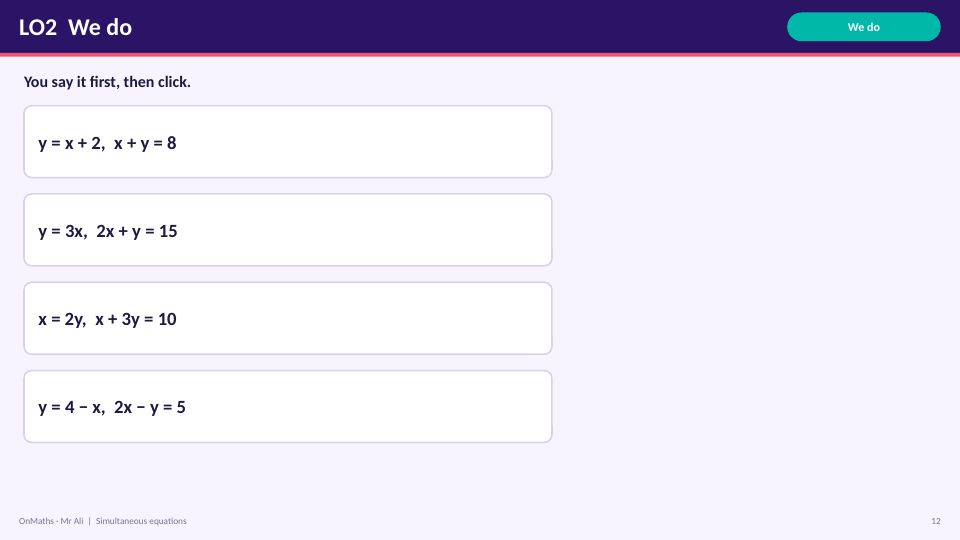 LO2  We do
We do
You say it first, then click.
y = x + 2,  x + y = 8
y = 3x,  2x + y = 15
x = 2y,  x + 3y = 10
y = 4 − x,  2x − y = 5
OnMaths - Mr Ali  |  Simultaneous equations
12